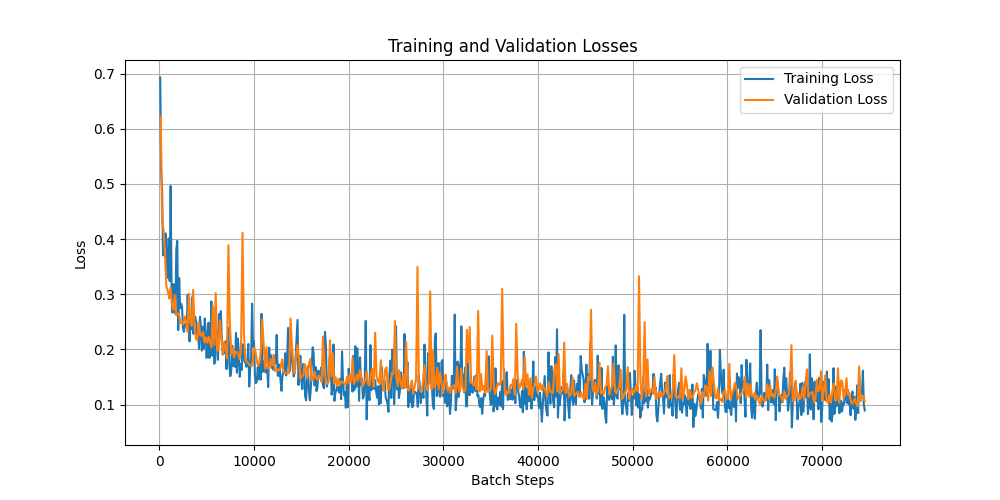 Training and Validation Losses
Training Loss
Validation Loss
0.7
0.6
0.5
0.4
0.3
0.2
0.1
Loss
0 10000 20000 30000 40000 50000 60000 70000
Batch Steps